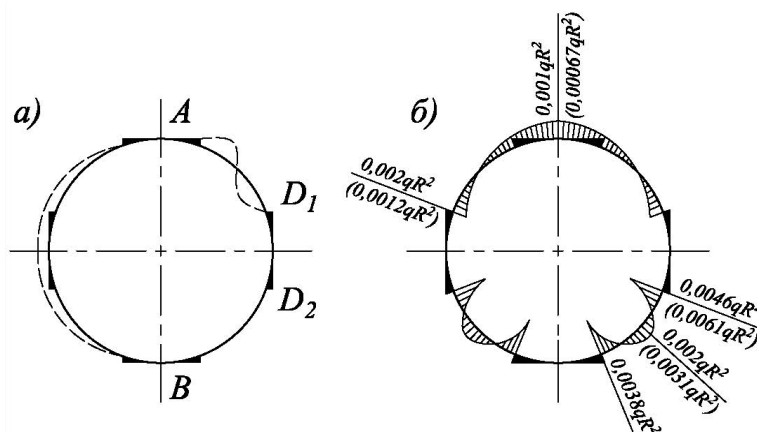 а)
A
D₁
D₂
B
б)
0,001qR²
(0,00067qR²)
0,002qR²
(0,0012qR²)
0,0046qR²
(0,0061qR²)
0,002qR²
(0,0031qR²)
0,0038qR²